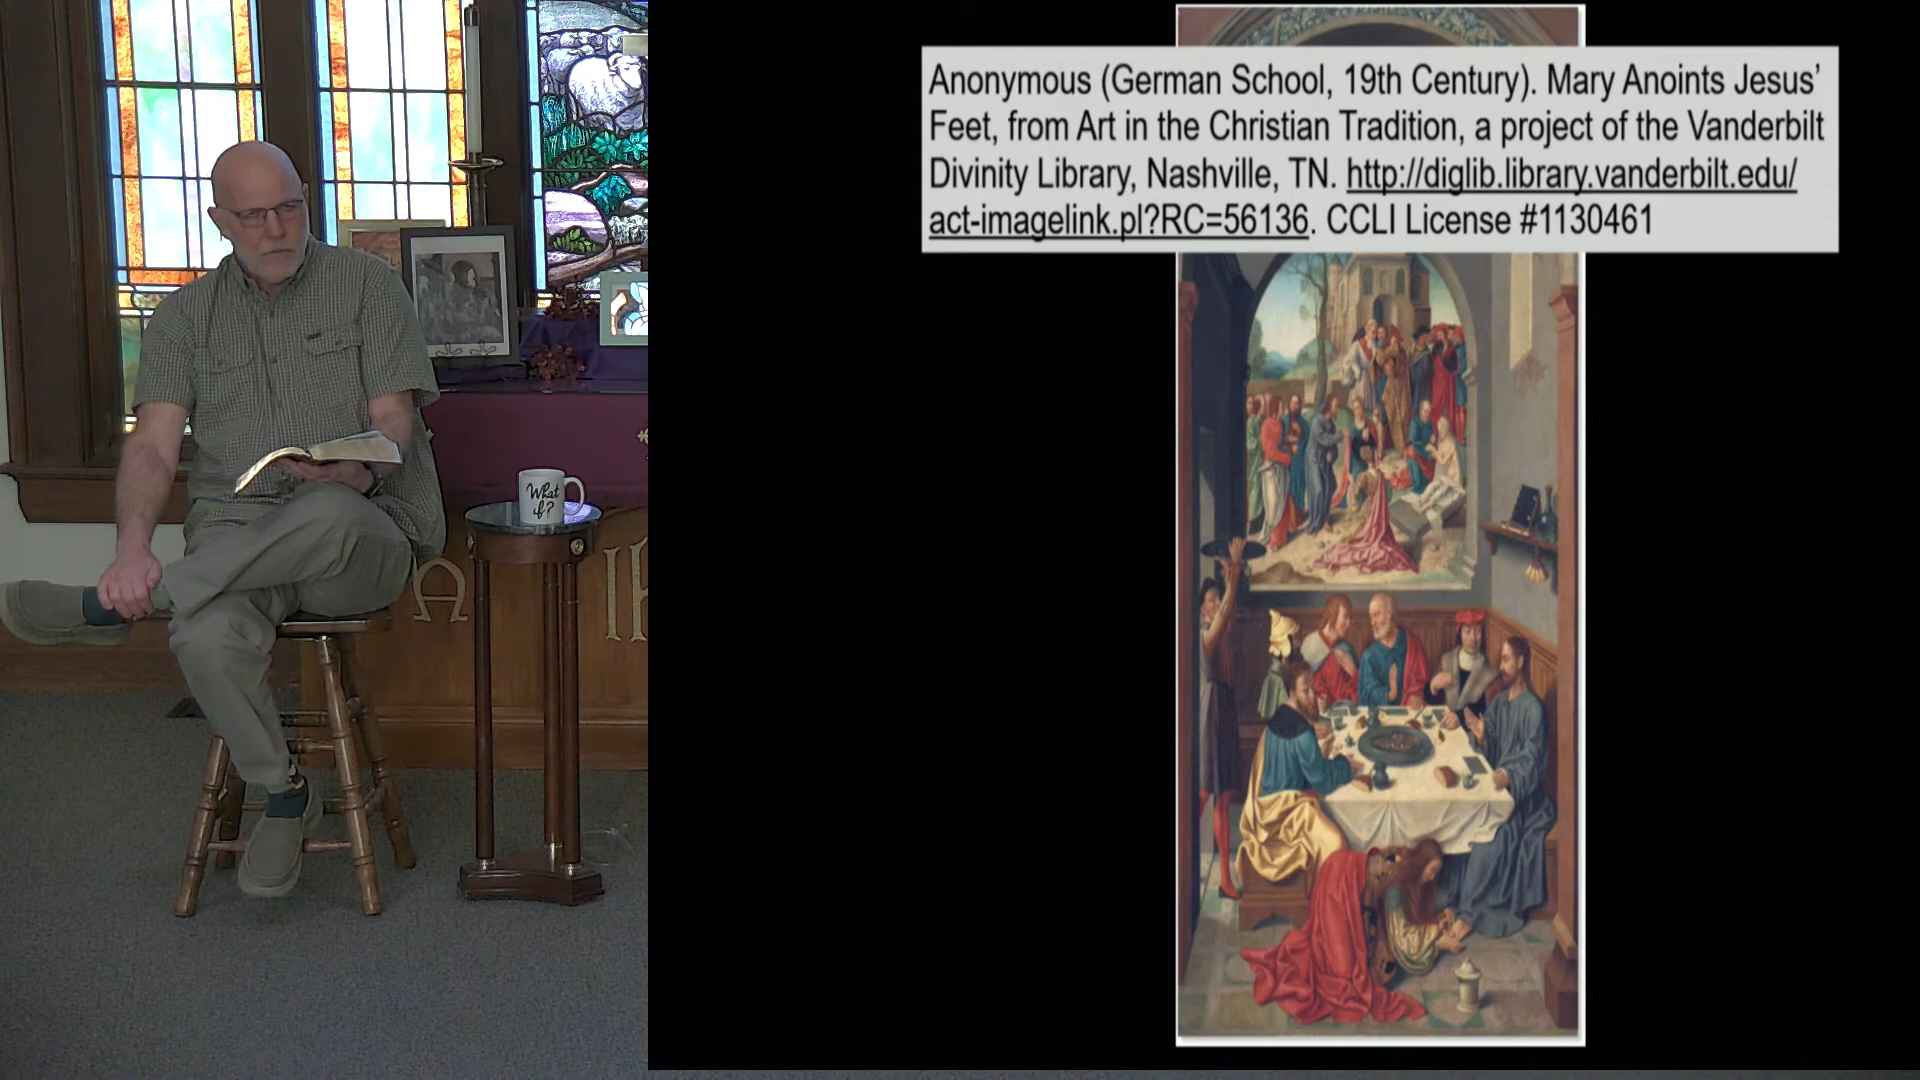 Anonymous (German School, 19th Century). Mary Anoints Jesus’
Feet, from Art in the Christian Tradition, a project of the Vanderbilt
Divinity Library, Nashville, TN. http://diglib.library.vanderbilt.edu/
act-imagelink.pl?RC=56136. CCLI License #1130461
What
if?